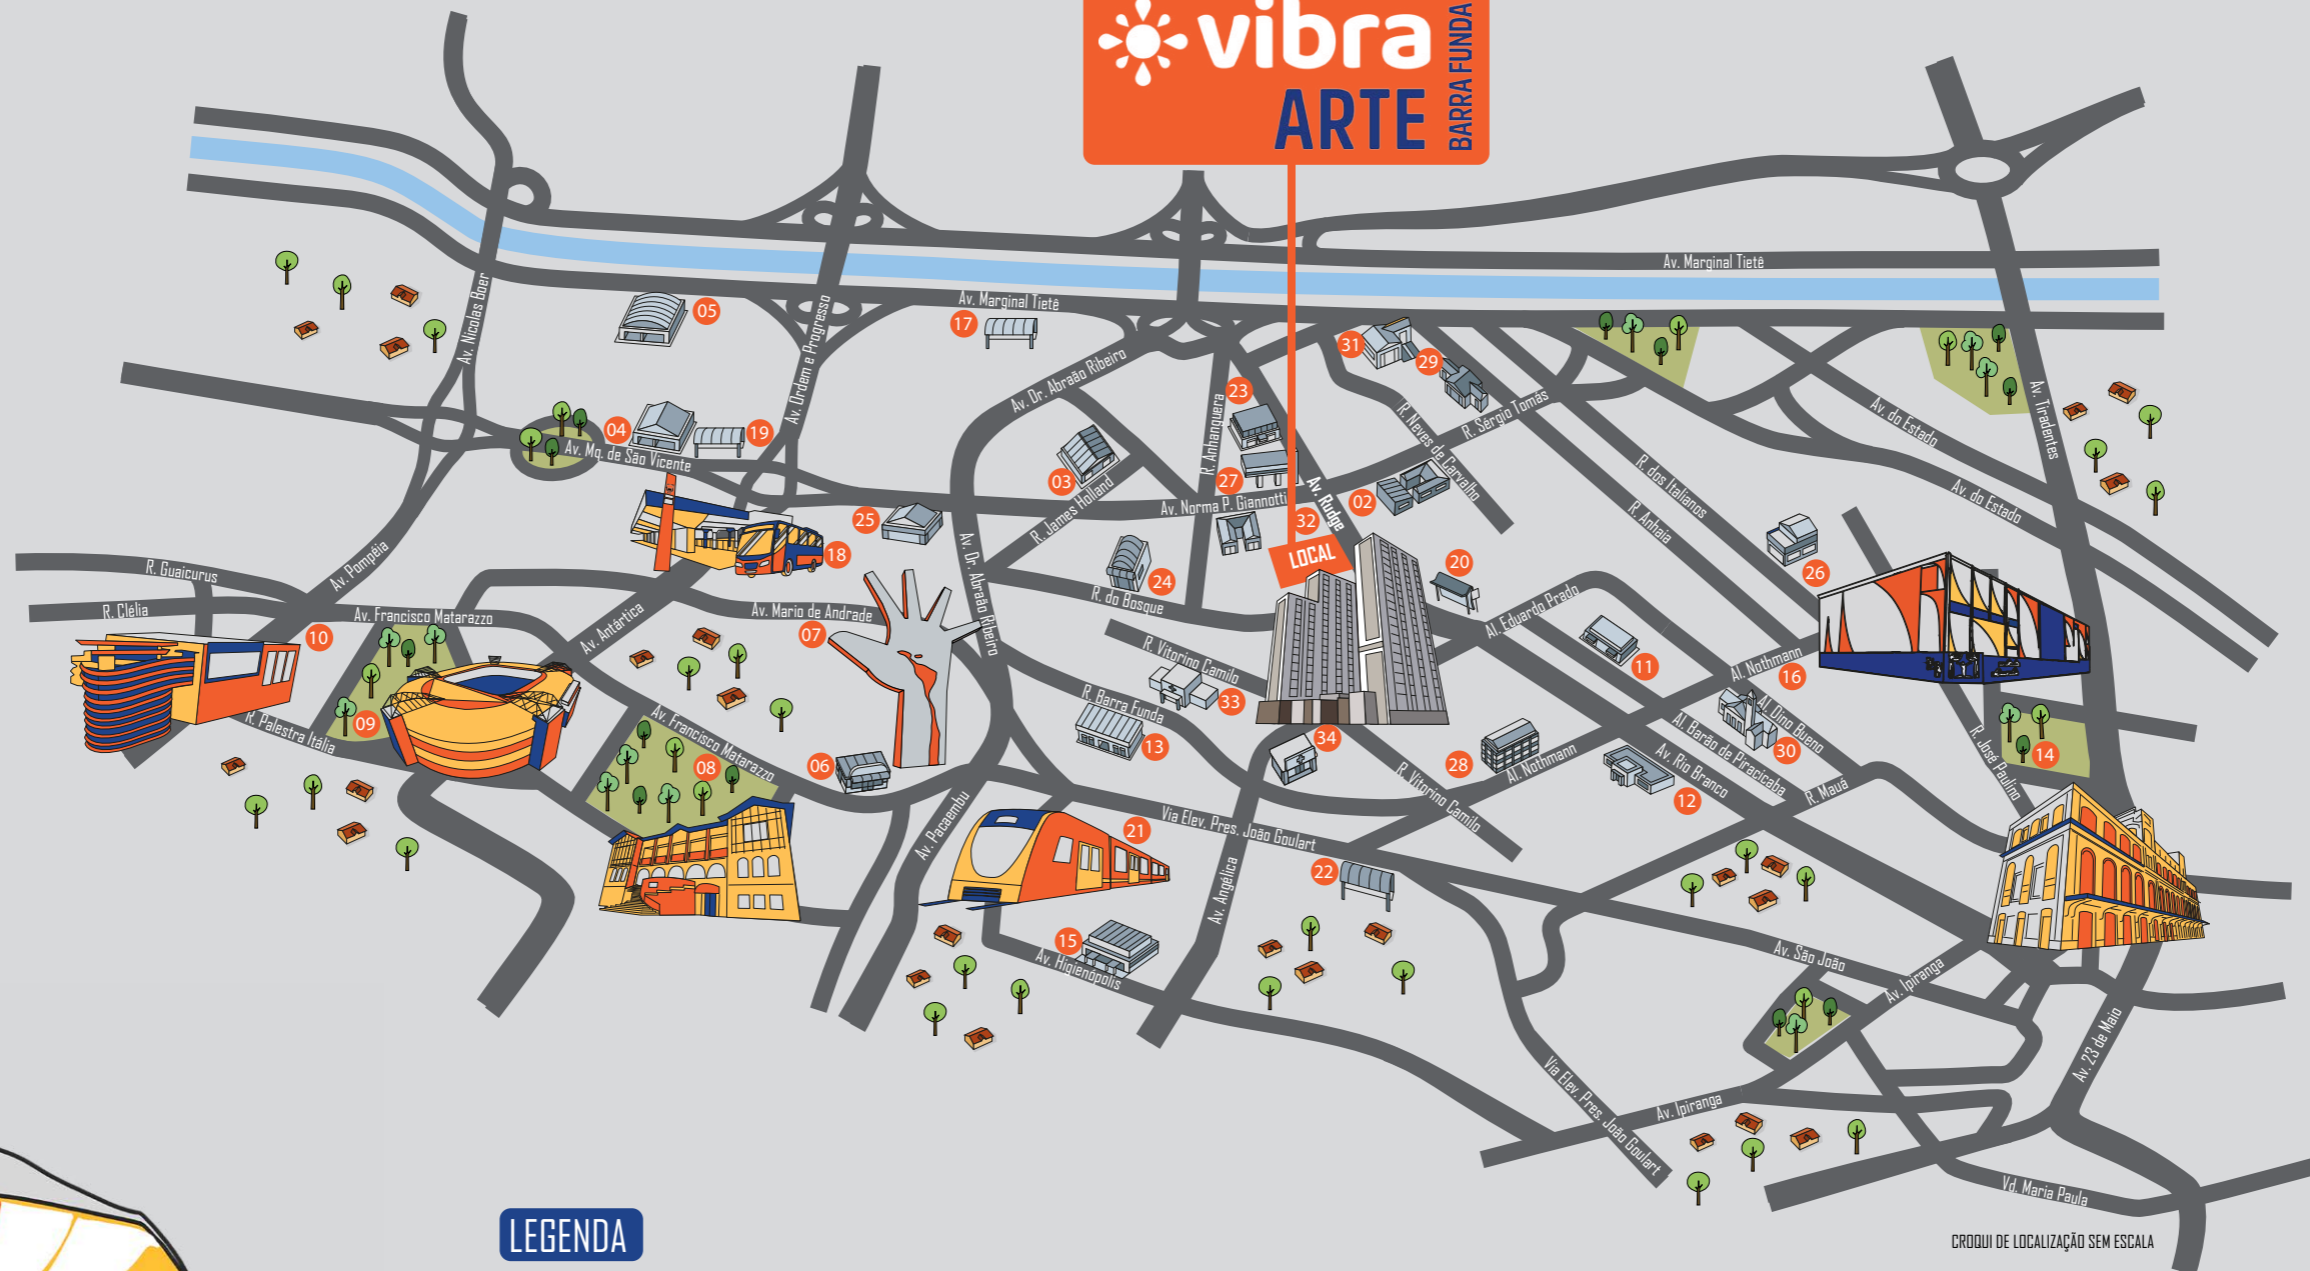 vibra
ARTE
BARRA FUNDA
Av. Marginal Tietê
Av. Nicolas Boer
05
Av. Ordem e Progresso
Av. Marginal Tietê
17
31
29
Av. Dr. Abraão Ribeiro
23
R. Anhanguera
R. Neves de Carvalho
R. Sérgio Tomás
Av. do Estado
Av. Tiradentes
04
19
Av. Mq. de São Vicente
03
R. James Holland
27
Av. Norma P. Giannotti
Av. Rudge
02
R. dos Italianos
R. Anhaia
Av. do Estado
25
32
LOCAL
18
24
20
26
R. Guaicurus
Av. Pompéia
R. Clélia
Av. Francisco Matarazzo
Av. Antártica
Av. Mario de Andrade
Av. Dr. Abraão Ribeiro
R. do Bosque
Al. Eduardo Prado
10
07
11
R. Vitorino Camilo
Al. Nothmann
16
33
R. Barra Funda
09
R. Palestra Itália
Av. Francisco Matarazzo
13
34
Al. Dino Bueno
30
Al. Barão de Piracicaba
R. José Paulino
14
08
06
28
Al. Nothmann
Av. Rio Branco
12
R. Mauá
R. Vitorino Camilo
Av. Pacaembu
21
Via Elev. Pres. João Goulart
22
Av. Angélica
15
Av. Higienópolis
Av. São João
Av. Ipiranga
Av. 23 de Maio
Via Elev. Pres. João Goulart
Av. Ipiranga
Vd. Maria Paula
LEGENDA
CROQUI DE LOCALIZAÇÃO SEM ESCALA